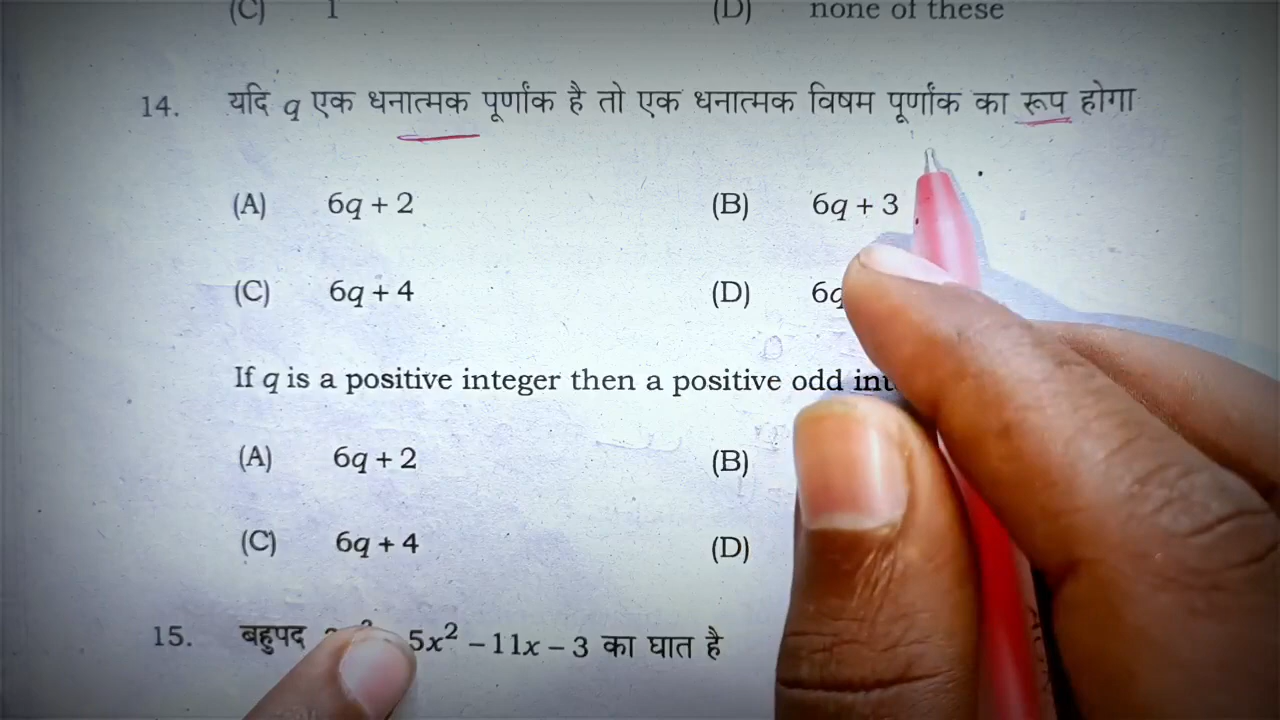 (C) 1 (D) none of these
14. यदि q एक धनात्मक पूर्णांक है तो एक धनात्मक विषम पूर्णांक का रूप होगा
(A) 6q + 2 (B) 6q + 3
(C) 6q + 4 (D) 6q
If q is a positive integer then a positive odd
(A) 6q + 2 (B)
(C) 6q + 4 (D)
15. बहुपद 5x² – 11x – 3 का घात है